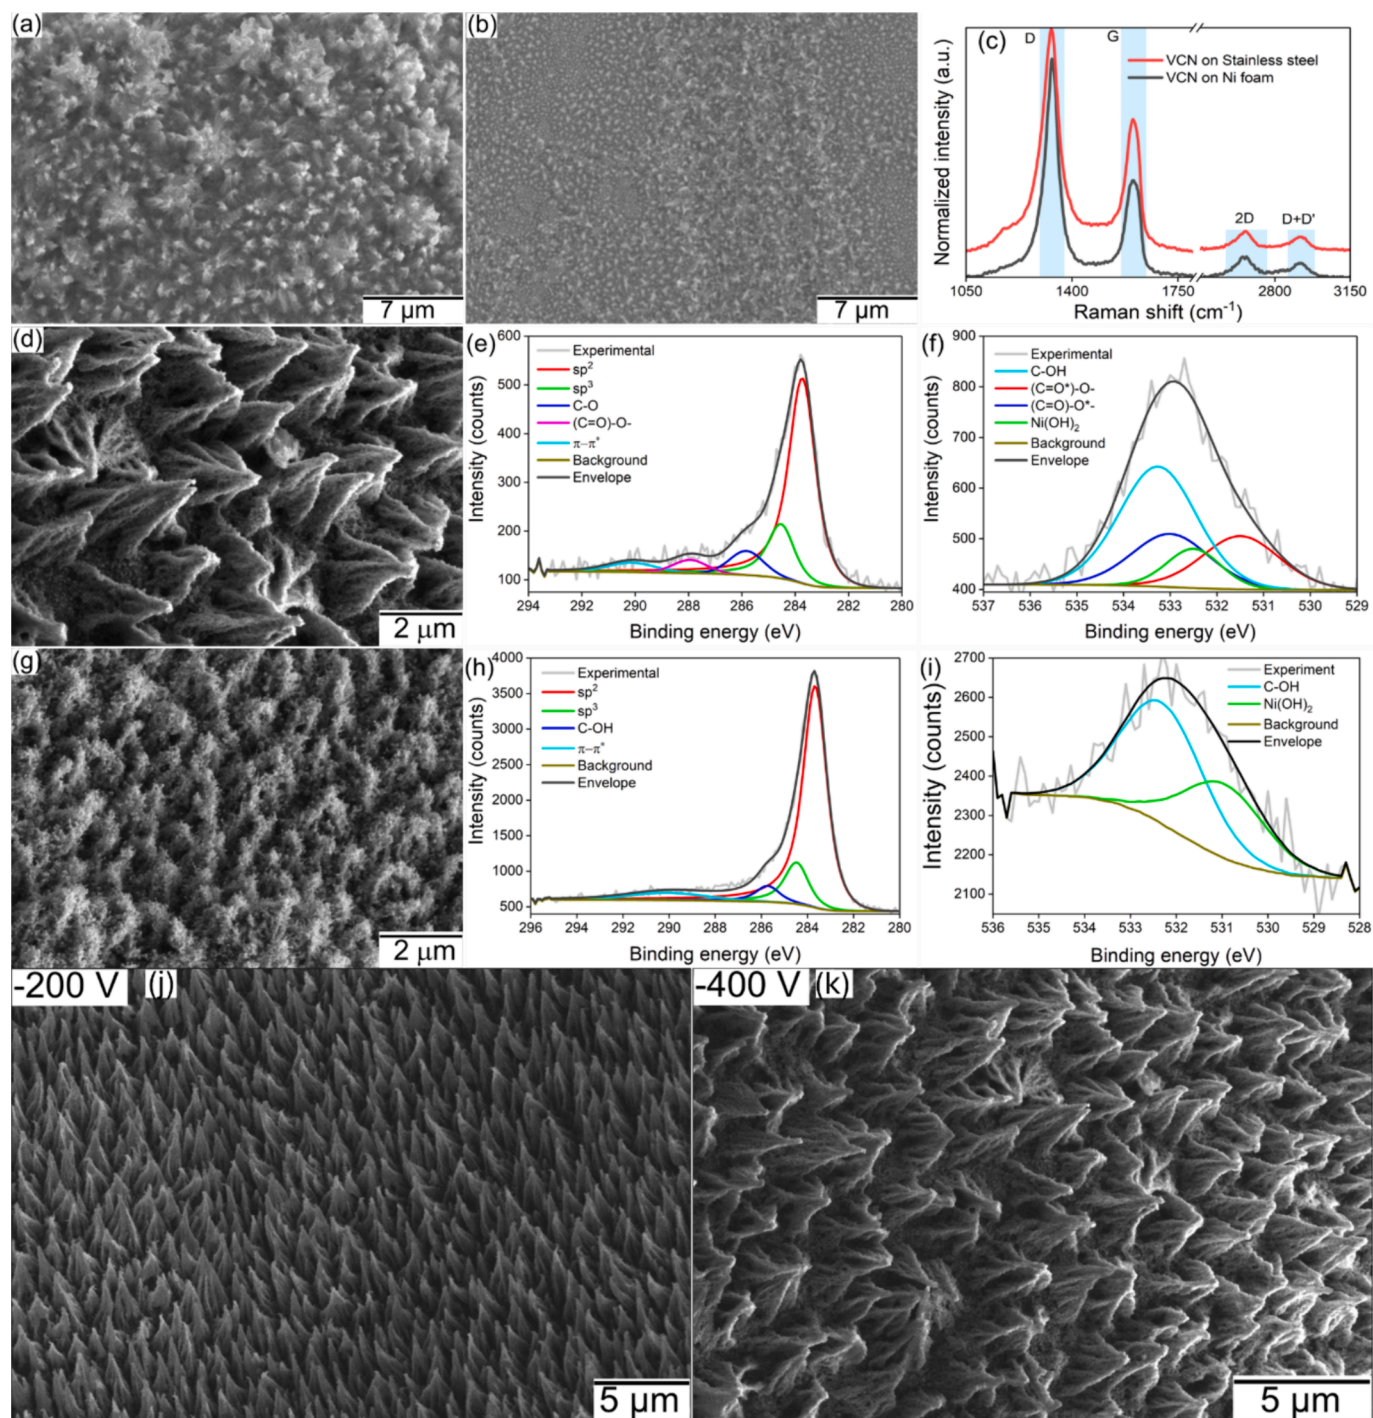 (a)
7 µm
(b)
7 µm
(c)
D
G
VCN on Stainless steel
VCN on Ni foam
2D
D+D'
Normalized intensity (a.u.)
1050 1400 1750 2800 3150
Raman shift (cm⁻¹)
(d)
2 µm
(e)
600
500
400
300
200
100
Intensity (counts)
Experimental
sp²
sp³
C-O
(C=O)-O-
π–π*
Background
Envelope
294 292 290 288 286 284 282 280
Binding energy (eV)
(f)
900
800
700
600
500
400
Intensity (counts)
Experimental
C-OH
(C=O*)-O-
(C=O)-O*-
Ni(OH)₂
Background
Envelope
537 536 535 534 533 532 531 530 529
Binding energy (eV)
(g)
2 µm
(h)
4000
3500
3000
2500
2000
1500
1000
500
Intensity (counts)
Experimental
sp²
sp³
C-OH
π–π*
Background
Envelope
296 294 292 290 288 286 284 282 280
Binding energy (eV)
(i)
2700
2600
2500
2400
2300
2200
2100
Intensity (counts)
Experiment
C-OH
Ni(OH)₂
Background
Envelope
536 535 534 533 532 531 530 529 528
Binding energy (eV)
-200 V (j)
5 µm
-400 V (k)
5 µm